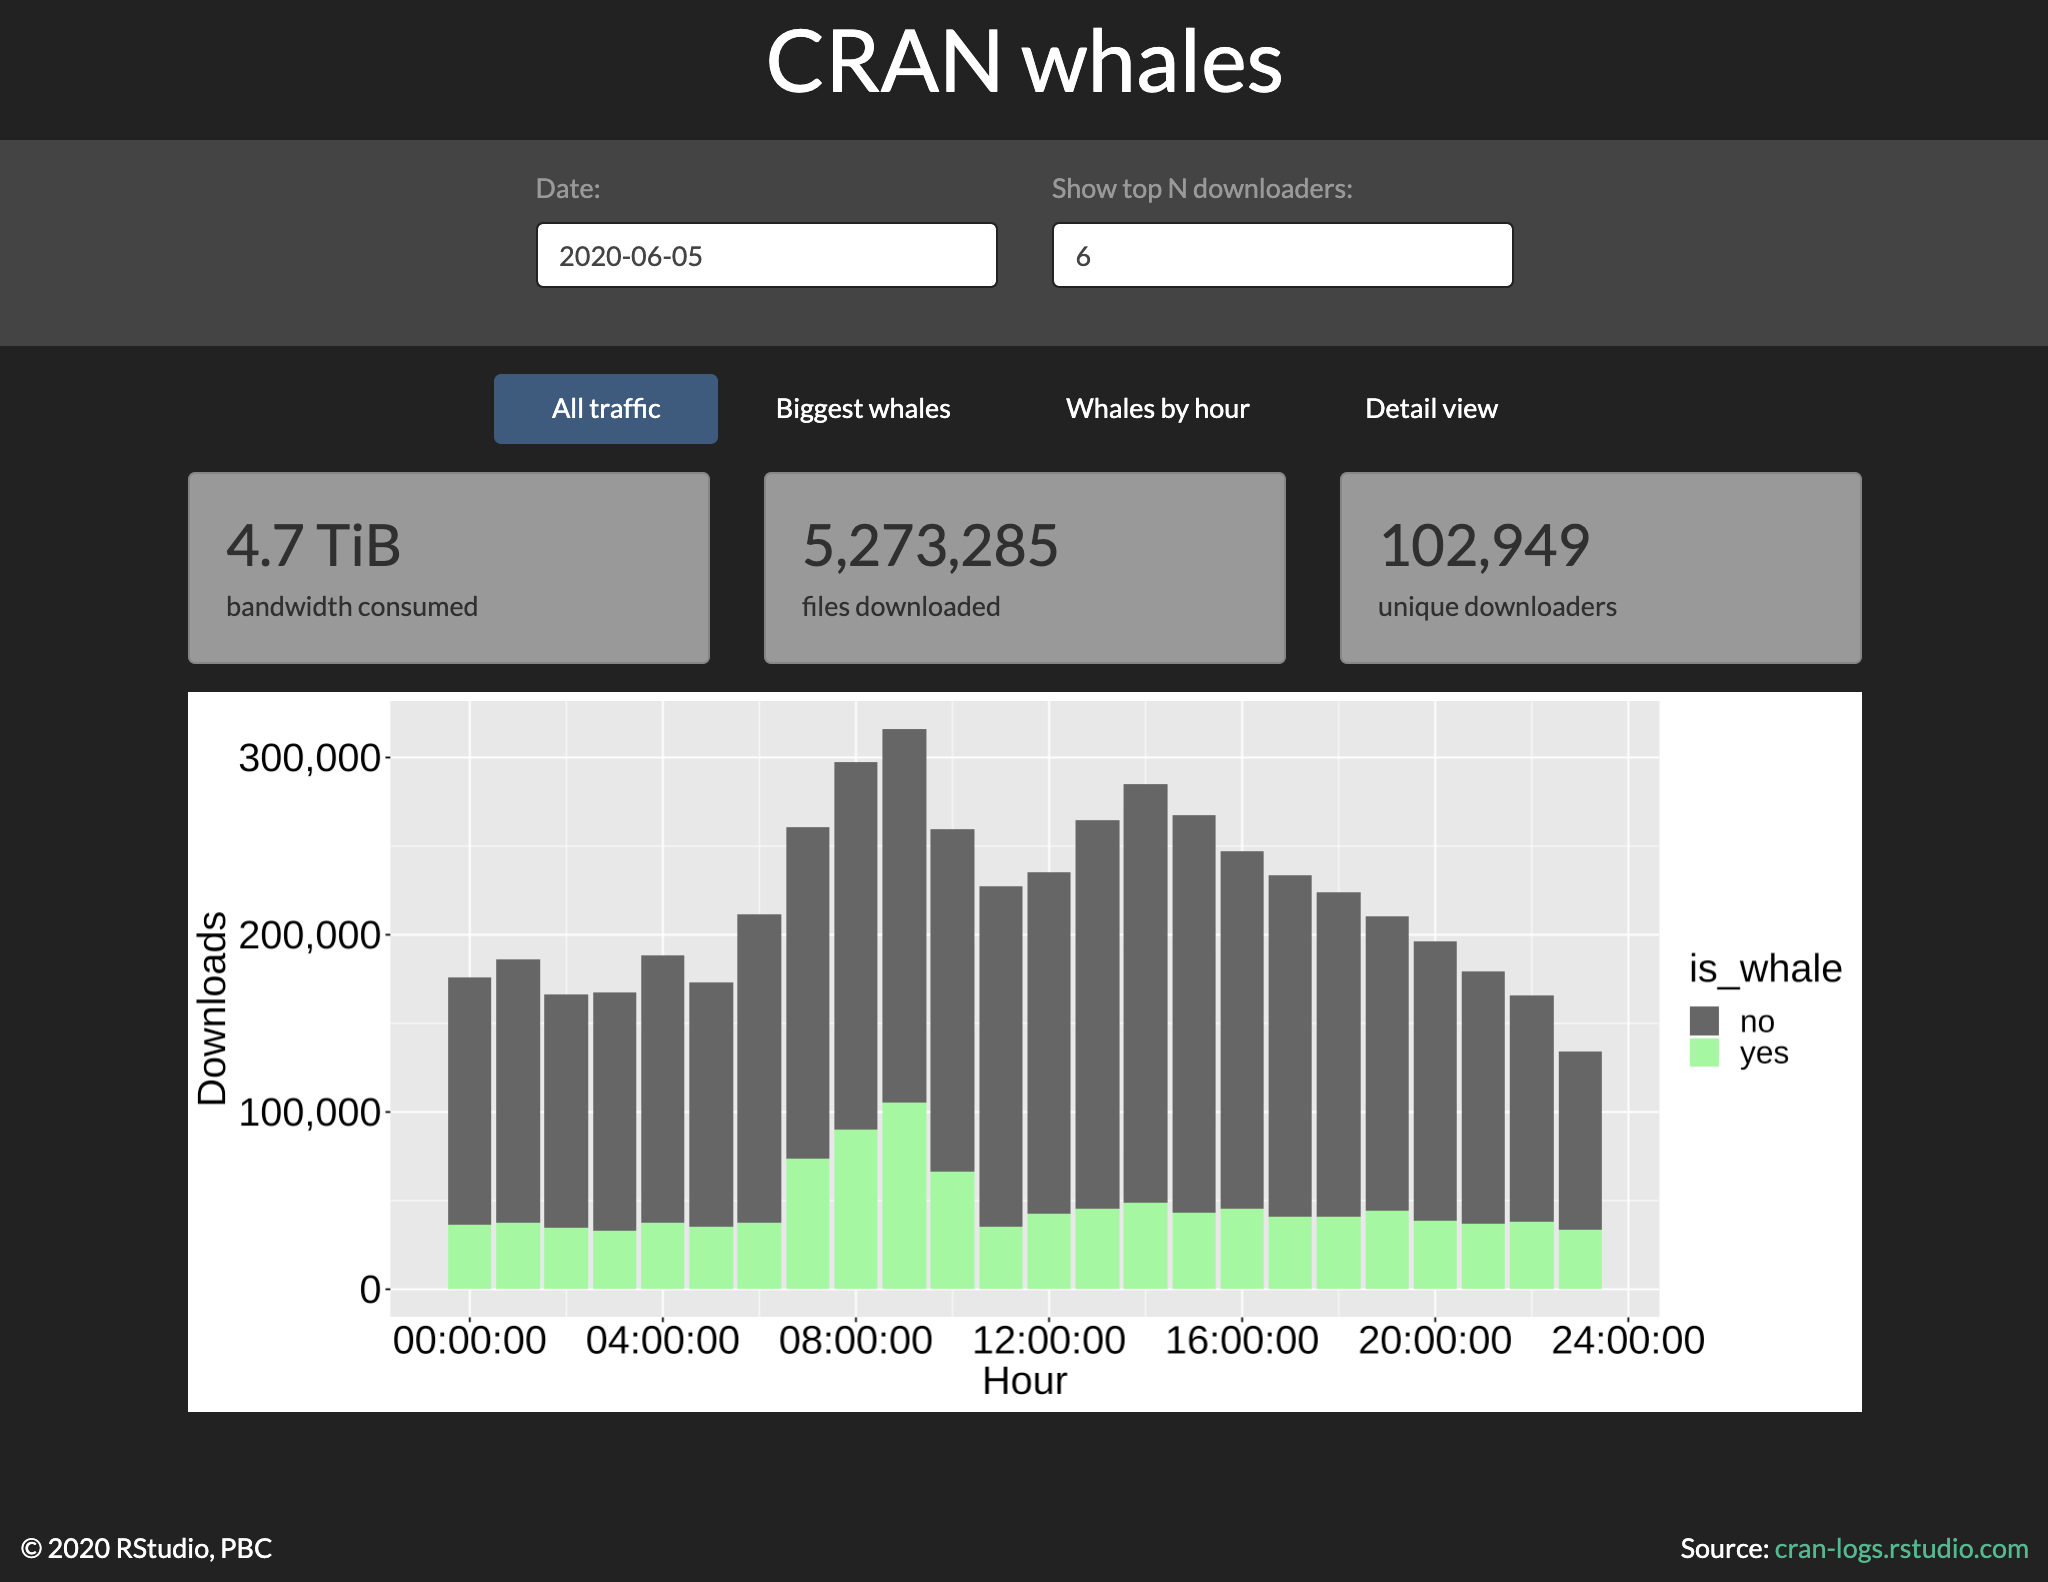 CRAN whales
Date:
Show top N downloaders:
2020-06-05
6
All traffic
Biggest whales
Whales by hour
Detail view
4.7 TiB
bandwidth consumed
5,273,285
files downloaded
102,949
unique downloaders
300,000
200,000
100,000
0
Downloads
00:00:00
04:00:00
08:00:00
12:00:00
16:00:00
20:00:00
24:00:00
Hour
is_whale
no
yes
© 2020 RStudio, PBC
Source: cran-logs.rstudio.com